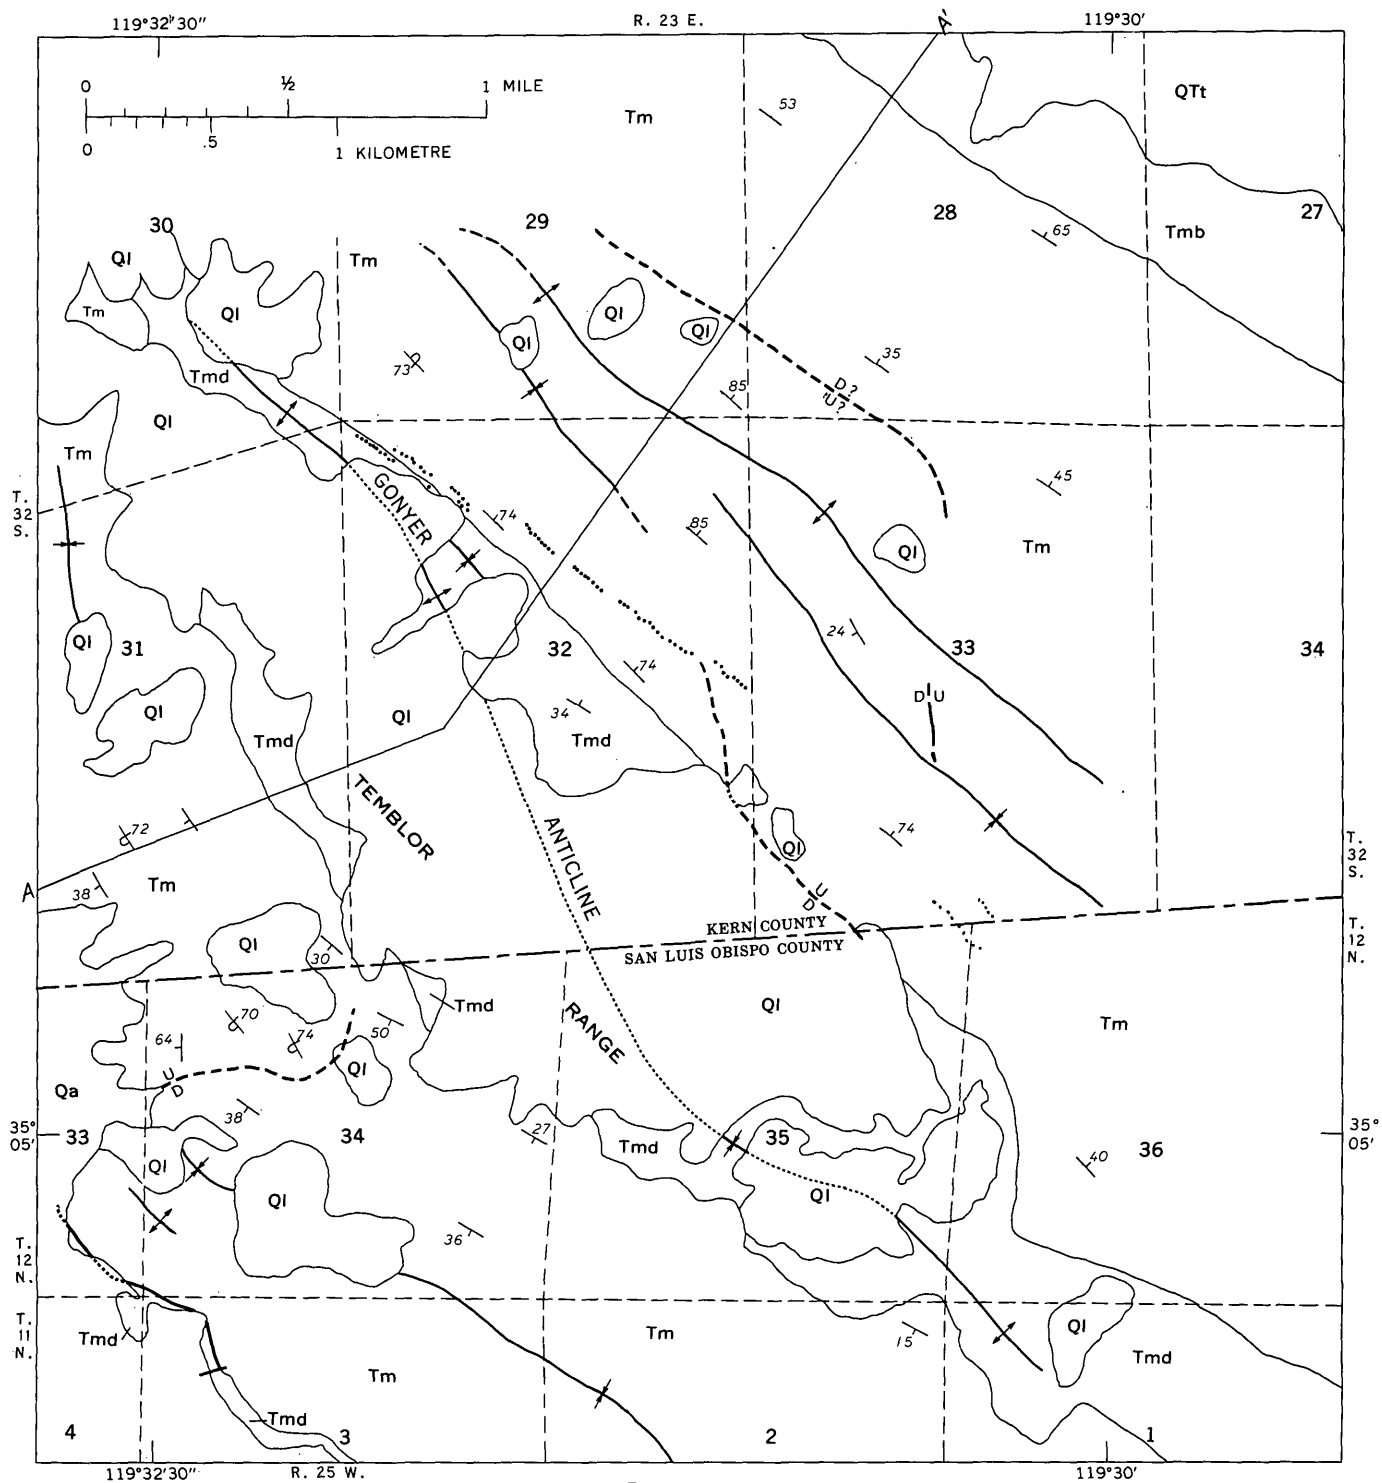 119°32'30"
R. 23 E.
A'
119°30'
0
½
1 MILE
0
.5
1 KILOMETRE
QTt
53
Tm
28
27
30
29
65
Tmb
Ql
Tm
Ql
Tm
Ql
Ql
Ql
73
35
Tmd
85
D?
U?
Ql
Tm
T.
32
S.
GONYER
74
45
85
Ql
Tm
24
Ql
31
32
33
34
74
D U
Ql
34
Ql
Tmd
Tmd
TEMBLOR
72
ANTICLINE
Ql
74
T.
32
S.
A
38
Tm
U
D
KERN COUNTY
SAN LUIS OBISPO COUNTY
T.
12
N.
Ql
30
Tmd
Ql
70
74
50
RANGE
Tm
64
U
D
Ql
Qa
38
35°
05'
33
34
27
Tmd
35
36
35°
05'
40
Ql
Ql
Ql
36
T.
12
N.
T.
11
N.
Tmd
Tm
15
Ql
Tmd
Tm
Tmd
4
3
2
1
119°32'30"
R. 25 W.
119°30'